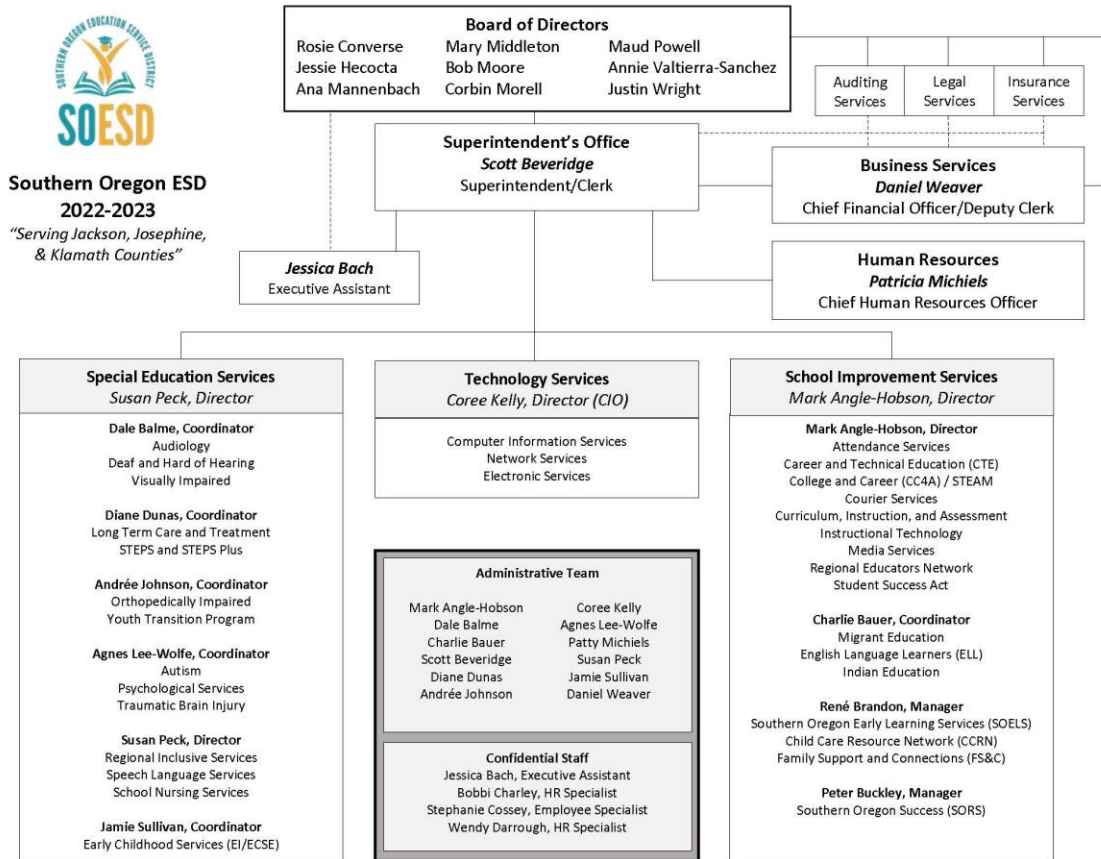 SOUTHERN OREGON EDUCATION SERVICE DISTRICT
SOESD
Southern Oregon ESD
2022-2023
“Serving Jackson, Josephine,
& Klamath Counties”
Board of Directors
Rosie Converse Mary Middleton Maud Powell
Jessie Hecocta Bob Moore Annie Valtierra-Sanchez
Ana Mannenbach Corbin Morell Justin Wright
Auditing
Services
Legal
Services
Insurance
Services
Superintendent’s Office
Scott Beveridge
Superintendent/Clerk
Business Services
Daniel Weaver
Chief Financial Officer/Deputy Clerk
Jessica Bach
Executive Assistant
Human Resources
Patricia Michiels
Chief Human Resources Officer
Special Education Services
Susan Peck, Director
Dale Balme, Coordinator
Audiology
Deaf and Hard of Hearing
Visually Impaired
Diane Dunas, Coordinator
Long Term Care and Treatment
STEPS and STEPS Plus
Andrée Johnson, Coordinator
Orthopedically Impaired
Youth Transition Program
Agnes Lee-Wolfe, Coordinator
Autism
Psychological Services
Traumatic Brain Injury
Susan Peck, Director
Regional Inclusive Services
Speech Language Services
School Nursing Services
Jamie Sullivan, Coordinator
Early Childhood Services (EI/ECSE)
Technology Services
Coree Kelly, Director (CIO)
Computer Information Services
Network Services
Electronic Services
Administrative Team
Mark Angle-Hobson Coree Kelly
Dale Balme Agnes Lee-Wolfe
Charlie Bauer Patty Michiels
Scott Beveridge Susan Peck
Diane Dunas Jamie Sullivan
Andrée Johnson Daniel Weaver
Confidential Staff
Jessica Bach, Executive Assistant
Bobbi Charley, HR Specialist
Stephanie Cossey, Employee Specialist
Wendy Darrough, HR Specialist
School Improvement Services
Mark Angle-Hobson, Director
Mark Angle-Hobson, Director
Attendance Services
Career and Technical Education (CTE)
College and Career (CC4A) / STEAM
Courier Services
Curriculum, Instruction, and Assessment
Instructional Technology
Media Services
Regional Educators Network
Student Success Act
Charlie Bauer, Coordinator
Migrant Education
English Language Learners (ELL)
Indian Education
René Brandon, Manager
Southern Oregon Early Learning Services (SOELS)
Child Care Resource Network (CCRN)
Family Support and Connections (FS&C)
Peter Buckley, Manager
Southern Oregon Success (SORS)